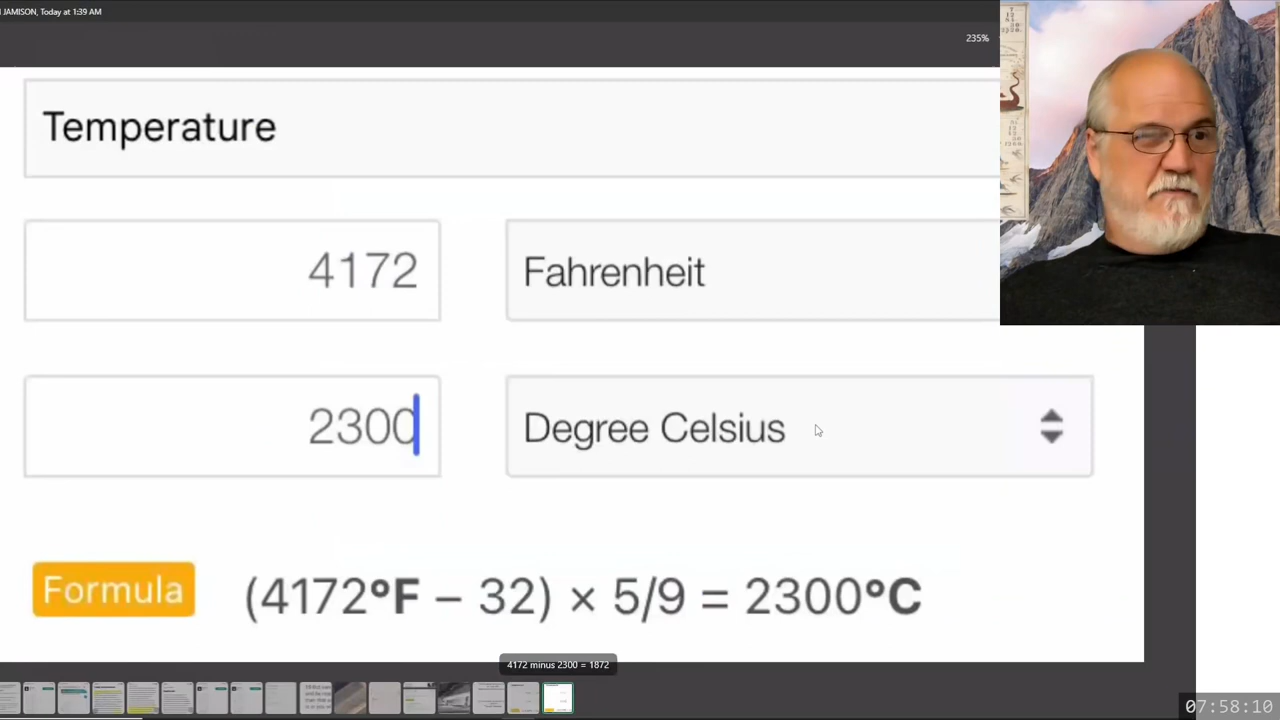 JAMISON, Today at 1:39 AM
235%
Temperature
4172
Fahrenheit
2300
Degree Celsius
Formula
(4172°F – 32) × 5/9 = 2300°C
4172 minus 2300 = 1872
07:58:10